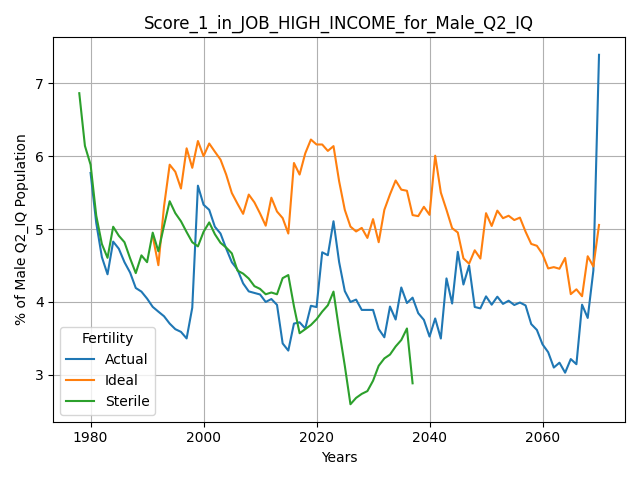 Score_1_in_JOB_HIGH_INCOME_for_Male_Q2_IQ
% of Male Q2_IQ Population
7
6
5
4
3
Fertility
Actual
Ideal
Sterile
1980 2000 2020 2040 2060
Years